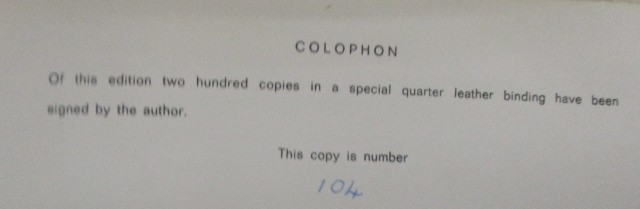 COLOPHON
Of this edition two hundred copies in a special quarter leather binding have been
signed by the author.
This copy is number
104